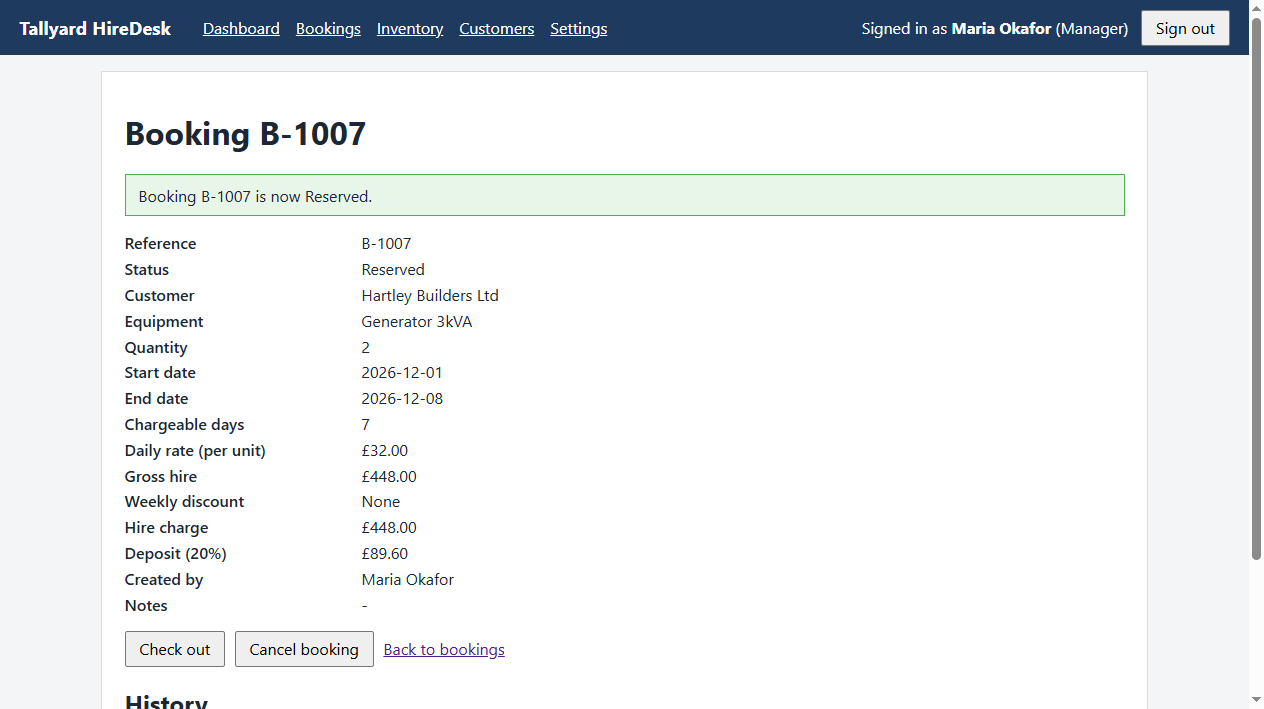 Tallyard HireDesk Dashboard Bookings Inventory Customers Settings Signed in as Maria Okafor (Manager) Sign out
Booking B-1007
Booking B-1007 is now Reserved.
Reference B-1007
Status Reserved
Customer Hartley Builders Ltd
Equipment Generator 3kVA
Quantity 2
Start date 2026-12-01
End date 2026-12-08
Chargeable days 7
Daily rate (per unit) £32.00
Gross hire £448.00
Weekly discount None
Hire charge £448.00
Deposit (20%) £89.60
Created by Maria Okafor
Notes -
Check out Cancel booking Back to bookings
History